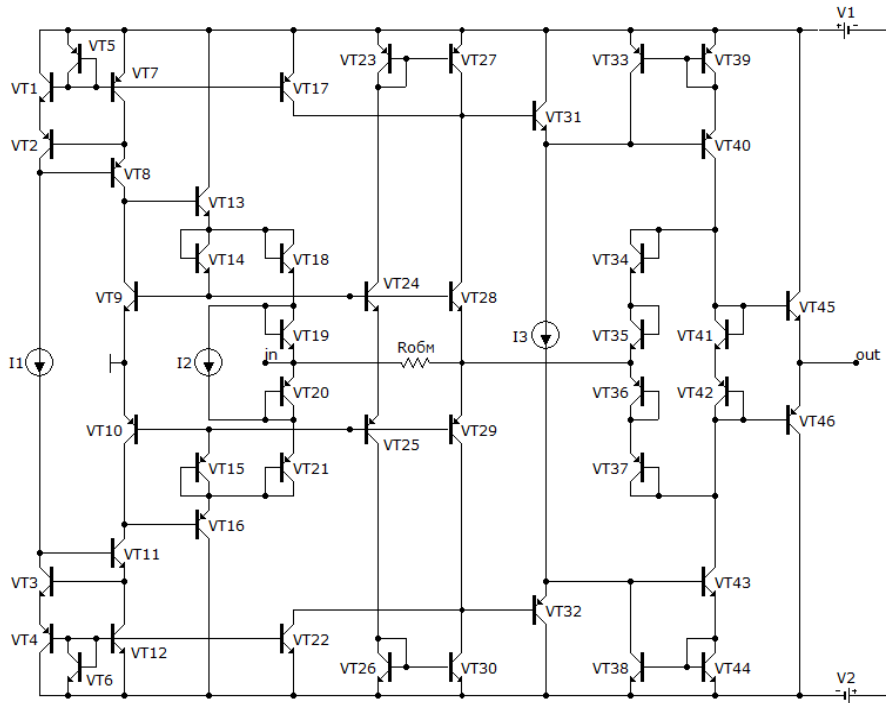 V1
+ -
VT5
VT23
VT27
VT33
VT39
VT1
VT7
VT17
VT31
VT2
VT40
VT8
VT13
VT14
VT18
VT34
VT9
VT24
VT28
VT45
I3
VT19
VT35
VT41
I1
I2
in
Rобм
out
VT20
VT36
VT42
VT10
VT25
VT29
VT46
VT15
VT21
VT37
VT16
VT11
VT3
VT43
VT32
VT4
VT12
VT22
VT26
VT30
VT38
VT44
VT6
V2
- +